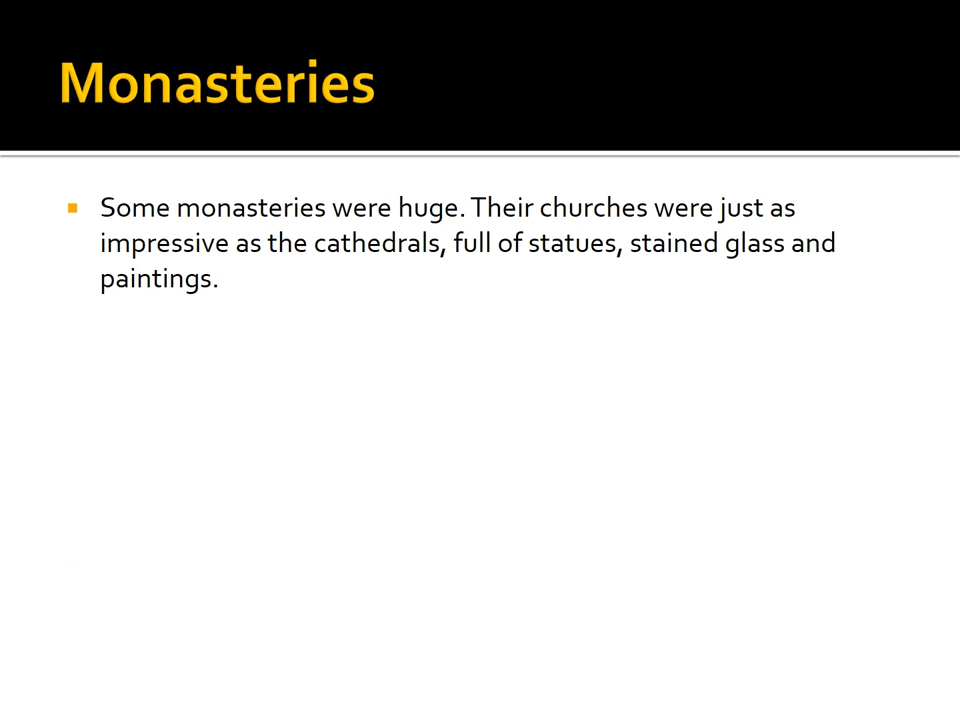 Monasteries
Some monasteries were huge. Their churches were just as
impressive as the cathedrals, full of statues, stained glass and
paintings.